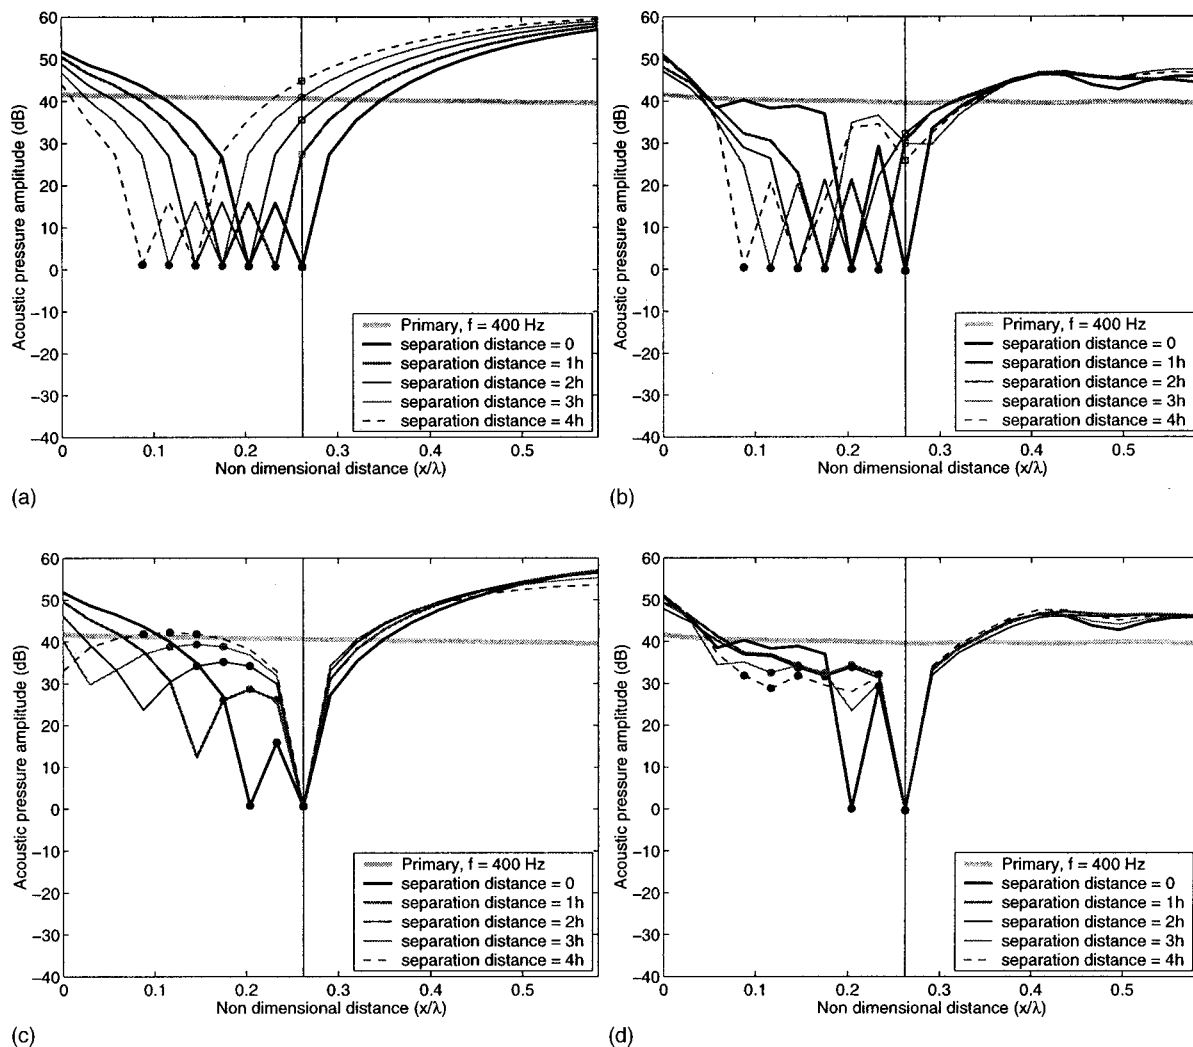 60
50
40
30
20
10
0
−10
−20
−30
−40
Acoustic pressure amplitude (dB)
Primary, f = 400 Hz
separation distance = 0
separation distance = 1h
separation distance = 2h
separation distance = 3h
separation distance = 4h
0 0.1 0.2 0.3 0.4 0.5
Non dimensional distance (x/λ)
(a)
60
50
40
30
20
10
0
−10
−20
−30
−40
Acoustic pressure amplitude (dB)
Primary, f = 400 Hz
separation distance = 0
separation distance = 1h
separation distance = 2h
separation distance = 3h
separation distance = 4h
0 0.1 0.2 0.3 0.4 0.5
Non dimensional distance (x/λ)
(b)
60
50
40
30
20
10
0
−10
−20
−30
−40
Acoustic pressure amplitude (dB)
Primary, f = 400 Hz
separation distance = 0
separation distance = 1h
separation distance = 2h
separation distance = 3h
separation distance = 4h
0 0.1 0.2 0.3 0.4 0.5
Non dimensional distance (x/λ)
(c)
60
50
40
30
20
10
0
−10
−20
−30
−40
Acoustic pressure amplitude (dB)
Primary, f = 400 Hz
separation distance = 0
separation distance = 1h
separation distance = 2h
separation distance = 3h
separation distance = 4h
0 0.1 0.2 0.3 0.4 0.5
Non dimensional distance (x/λ)
(d)